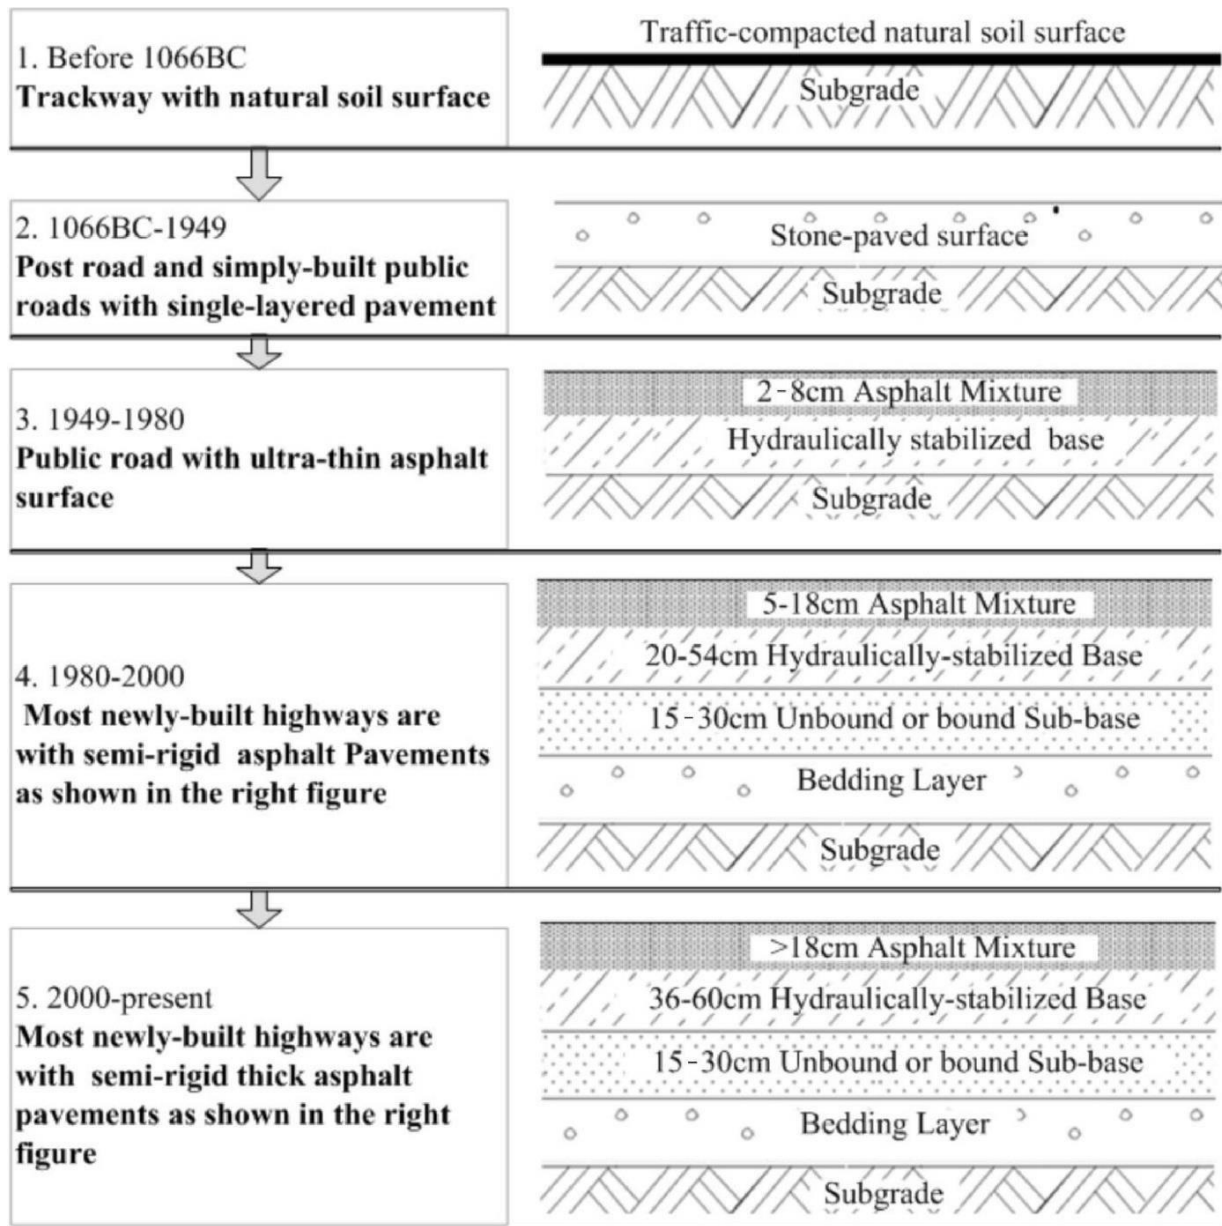 1. Before 1066BC
Trackway with natural soil surface
Traffic-compacted natural soil surface
Subgrade
2. 1066BC-1949
Post road and simply-built public
roads with single-layered pavement
Stone-paved surface
Subgrade
3. 1949-1980
Public road with ultra-thin asphalt
surface
2-8cm Asphalt Mixture
Hydraulically stabilized base
Subgrade
4. 1980-2000
Most newly-built highways are
with semi-rigid asphalt Pavements
as shown in the right figure
5-18cm Asphalt Mixture
20-54cm Hydraulically-stabilized Base
15-30cm Unbound or bound Sub-base
Bedding Layer
Subgrade
5. 2000-present
Most newly-built highways are
with semi-rigid thick asphalt
pavements as shown in the right
figure
>18cm Asphalt Mixture
36-60cm Hydraulically-stabilized Base
15-30cm Unbound or bound Sub-base
Bedding Layer
Subgrade